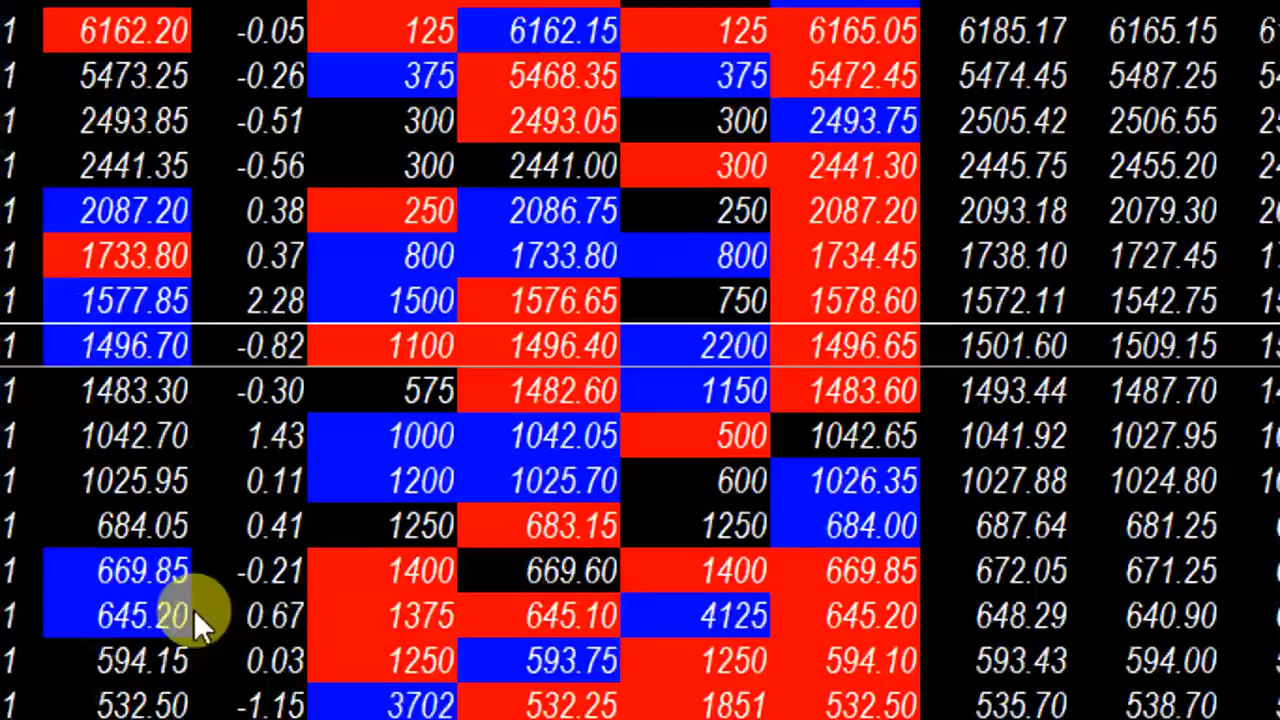 1 6162.20 -0.05 125 6162.15 125 6165.05 6185.17 6165.15 61
1 5473.25 -0.26 375 5468.35 375 5472.45 5474.45 5487.25 54
1 2493.85 -0.51 300 2493.05 300 2493.75 2505.42 2506.55 25
1 2441.35 -0.56 300 2441.00 300 2441.30 2445.75 2455.20 24
1 2087.20 0.38 250 2086.75 250 2087.20 2093.18 2079.30 20
1 1733.80 0.37 800 1733.80 800 1734.45 1738.10 1727.45 1
1 1577.85 2.28 1500 1576.65 750 1578.60 1572.11 1542.75 15
1 1496.70 -0.82 1100 1496.40 2200 1496.65 1501.60 1509.15 15
1 1483.30 -0.30 575 1482.60 1150 1483.60 1493.44 1487.70 14
1 1042.70 1.43 1000 1042.05 500 1042.65 1041.92 1027.95 10
1 1025.95 0.11 1200 1025.70 600 1026.35 1027.88 1024.80 10
1 684.05 0.41 1250 683.15 1250 684.00 687.64 681.25
1 669.85 -0.21 1400 669.60 1400 669.85 672.05 671.25
1 645.20 0.67 1375 645.10 4125 645.20 648.29 640.90
1 594.15 0.03 1250 593.75 1250 594.10 593.43 594.00
1 532.50 -1.15 3702 532.25 1851 532.50 535.70 538.70